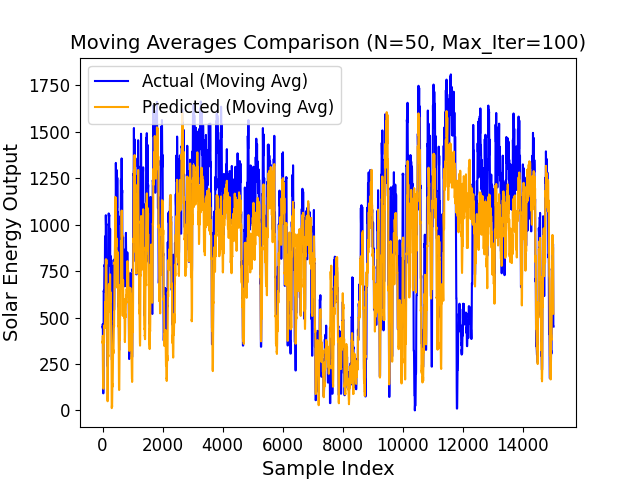 Moving Averages Comparison (N=50, Max_Iter=100)
Actual (Moving Avg)
Predicted (Moving Avg)
Solar Energy Output
1750
1500
1250
1000
750
500
250
0
0 2000 4000 6000 8000 10000 12000 14000
Sample Index